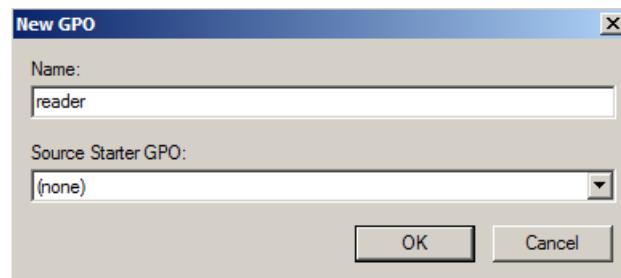 New GPO
Name:
reader
Source Starter GPO:
(none)
OK Cancel